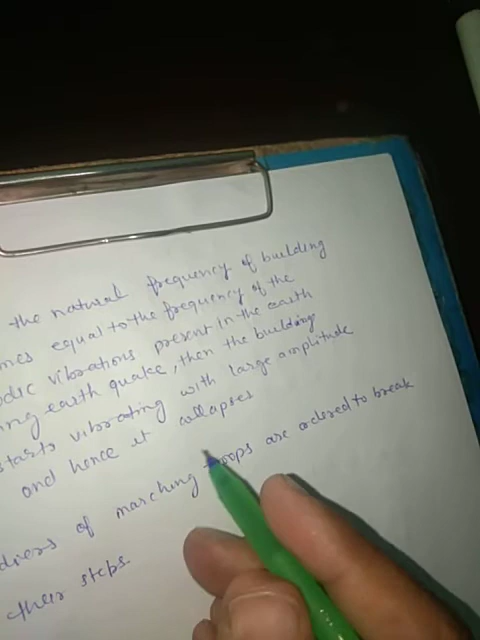 the natural frequency of building
mes equal to the frequency of the
odic vibrations present in the earth
ing earth quake, then the building
starts vibrating with large amplitude
and hence it collapses
diers of marching troops are ordered to break
their steps.